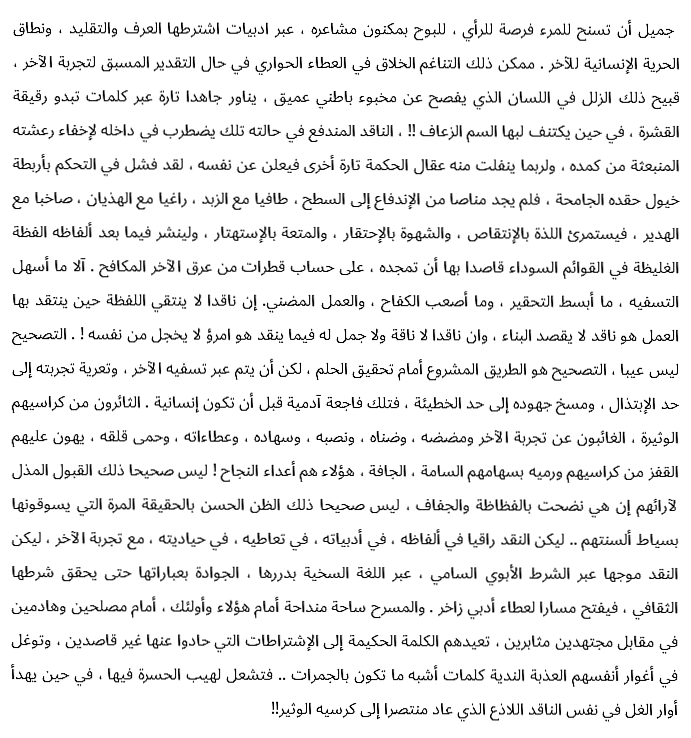 جميل أن تسنح للمرء فرصة للرأي ، للبوح بمكنون مشاعره ، عبر ادبيات اشترطها العرف والتقليد ، ونطاق
الحرية الإنسانية للآخر . ممكن ذلك التناغم الخلاق في العطاء الحواري في حال التقدير المسبق لتجربة الآخر ،
قبيح ذلك الزلل في اللسان الذي يفصح عن مخبوء باطني عميق ، يناور جاهدا تارة عبر كلمات تبدو رقيقة
القشرة ، في حين يكتنف لبها السم الزعاف !! ، الناقد المندفع في حالته تلك يضطرب في داخله لإخفاء رعشته
المنبعثة من كمده ، ولربما ينفلت منه عقال الحكمة تارة أخرى فيعلن عن نفسه ، لقد فشل في التحكم بأربطة
خيول حقده الجامحة ، فلم يجد مناصا من الإندفاع إلى السطح ، طافيا مع الزبد ، راغيا مع الهذيان ، صاخبا مع
الهدير ، فيستمرئ اللذة بالإنتقاص ، والشهوة بالإحتقار ، والمتعة بالإستهتار ، ولينشر فيما بعد ألفاظه الفظة
الغليظة في القوائم السوداء قاصدا بها أن تمجده ، على حساب قطرات من عرق الآخر المكافح . آلا ما أسهل
التسفيه ، ما أبسط التحقير ، وما أصعب الكفاح ، والعمل المضني. إن ناقدا لا ينتقي اللفظة حين ينتقد بها
العمل هو ناقد لا يقصد البناء ، وان ناقدا لا ناقة ولا جمل له فيما ينقد هو امرؤ لا يخجل من نفسه ! . التصحيح
ليس عيبا ، التصحيح هو الطريق المشروع أمام تحقيق الحلم ، لكن أن يتم عبر تسفيه الآخر ، وتعرية تجربته إلى
حد الإبتذال ، ومسخ جهوده إلى حد الخطيئة ، فتلك فاجعة آدمية قبل أن تكون إنسانية . الثائرون من كراسيهم
الوثيرة ، الغائبون عن تجربة الآخر ومضضه ، وضناه ، ونصبه ، وسهاده ، وعطاءاته ، وحمى قلقه ، يهون عليهم
القفز من كراسيهم ورميه بسهامهم السامة ، الجافة ، هؤلاء هم أعداء النجاح ! ليس صحيحا ذلك القبول المذل
لآرائهم إن هي نضحت بالفظاظة والجفاف ، ليس صحيحا ذلك الظن الحسن بالحقيقة المرة التي يسوقونها
بسياط ألسنتهم .. ليكن النقد راقيا في ألفاظه ، في أدبياته ، في تعاطيه ، في حياديته ، مع تجربة الآخر ، ليكن
النقد موجها عبر الشرط الأبوي السامي ، عبر اللغة السخية بدررها ، الجوادة بعباراتها حتى يحقق شرطها
الثقافي ، فيفتح مسارا لعطاء أدبي زاخر . والمسرح ساحة منداحة أمام هؤلاء وأولئك ، أمام مصلحين وهادمين
في مقابل مجتهدين مثابرين ، تعيدهم الكلمة الحكيمة إلى الإشتراطات التي حادوا عنها غير قاصدين ، وتوغل
في أغوار أنفسهم العذبة الندية كلمات أشبه ما تكون بالجمرات .. فتشعل لهيب الحسرة فيها ، في حين يهدأ
أوار الغل في نفس الناقد اللاذع الذي عاد منتصرا إلى كرسيه الوثير!!